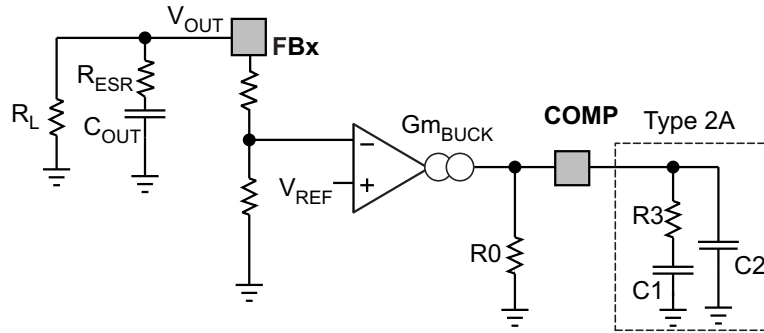 V_OUT
FBx
R_ESR
R_L
C_OUT
Gm_BUCK
COMP
Type 2A
−
+
V_REF
R0
R3
C1
C2